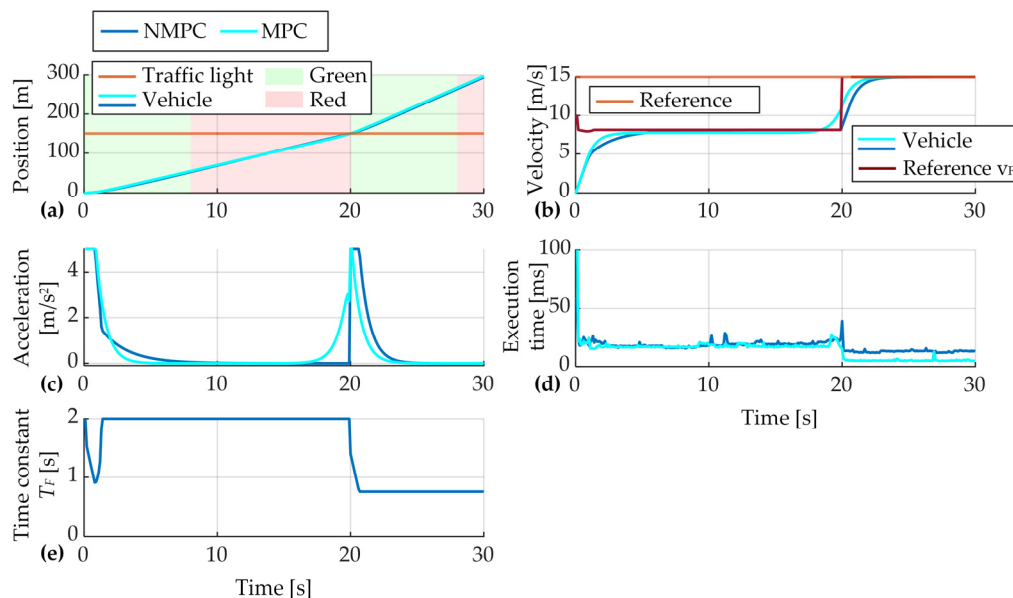 NMPC MPC
Traffic light Green
Vehicle Red
Position [m]
300
200
100
0
0 10 20 30
(a)
Velocity [m/s]
15
10
5
0
Reference
Vehicle
Reference vF
0 10 20 30
(b)
Acceleration
[m/s²]
4
2
0
0 10 20 30
(c)
Execution
time [ms]
100
50
0
0 10 20 30
(d)
Time [s]
Time constant
TF [s]
2
1
0
0 10 20 30
(e)
Time [s]